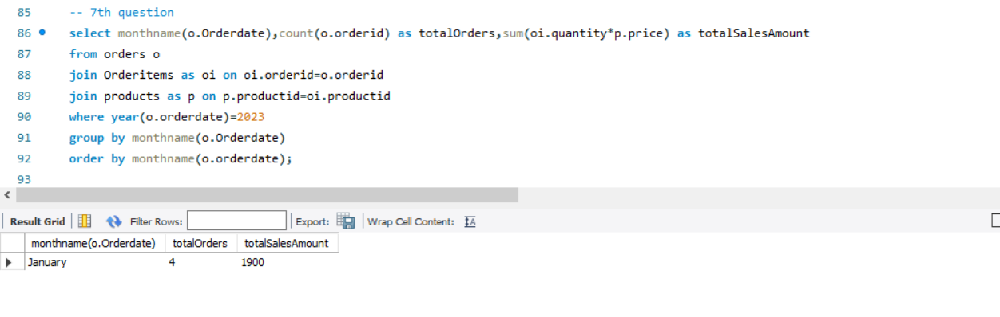 85 -- 7th question
86 select monthname(o.Orderdate),count(o.orderid) as totalOrders,sum(oi.quantity*p.price) as totalSalesAmount
87 from orders o
88 join Orderitems as oi on oi.orderid=o.orderid
89 join products as p on p.productid=oi.productid
90 where year(o.orderdate)=2023
91 group by monthname(o.Orderdate)
92 order by monthname(o.orderdate);
93
Result Grid Filter Rows: Export: Wrap Cell Content: IA
monthname(o.Orderdate) totalOrders totalSalesAmount
January 4 1900